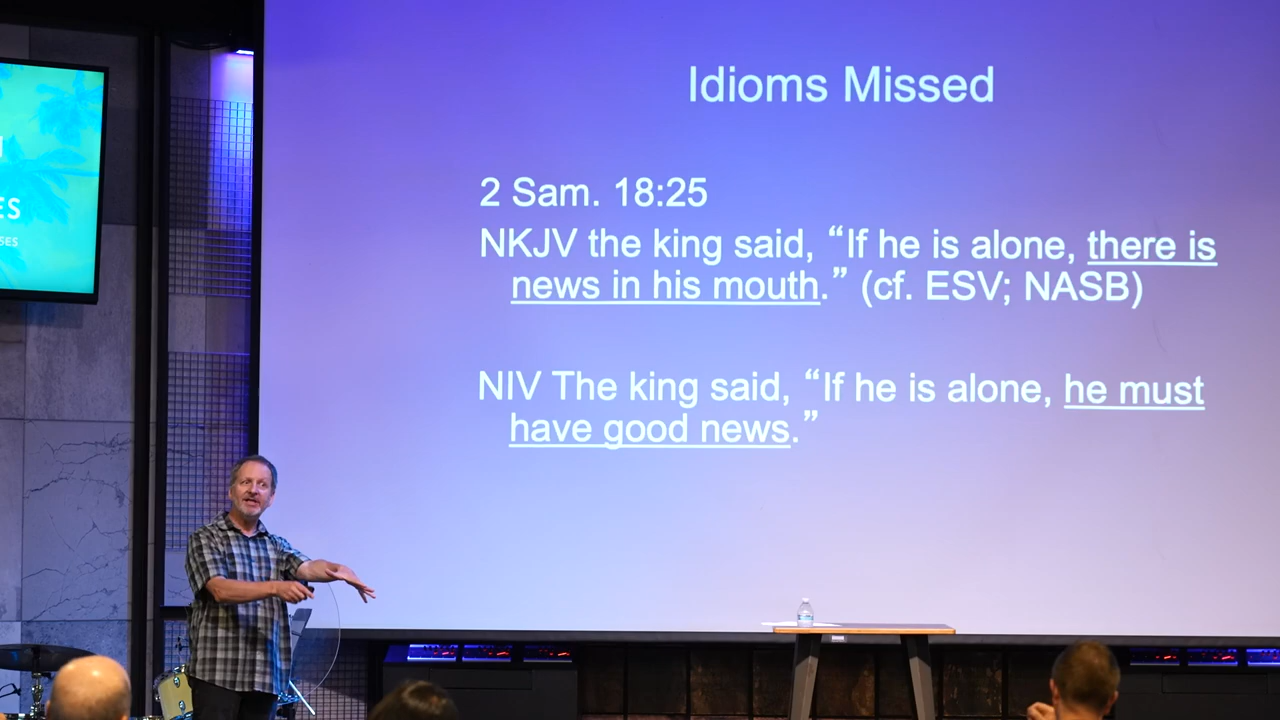 Idioms Missed
2 Sam. 18:25
NKJV the king said, “If he is alone, there is
news in his mouth.” (cf. ESV; NASB)
NIV The king said, “If he is alone, he must
have good news.”